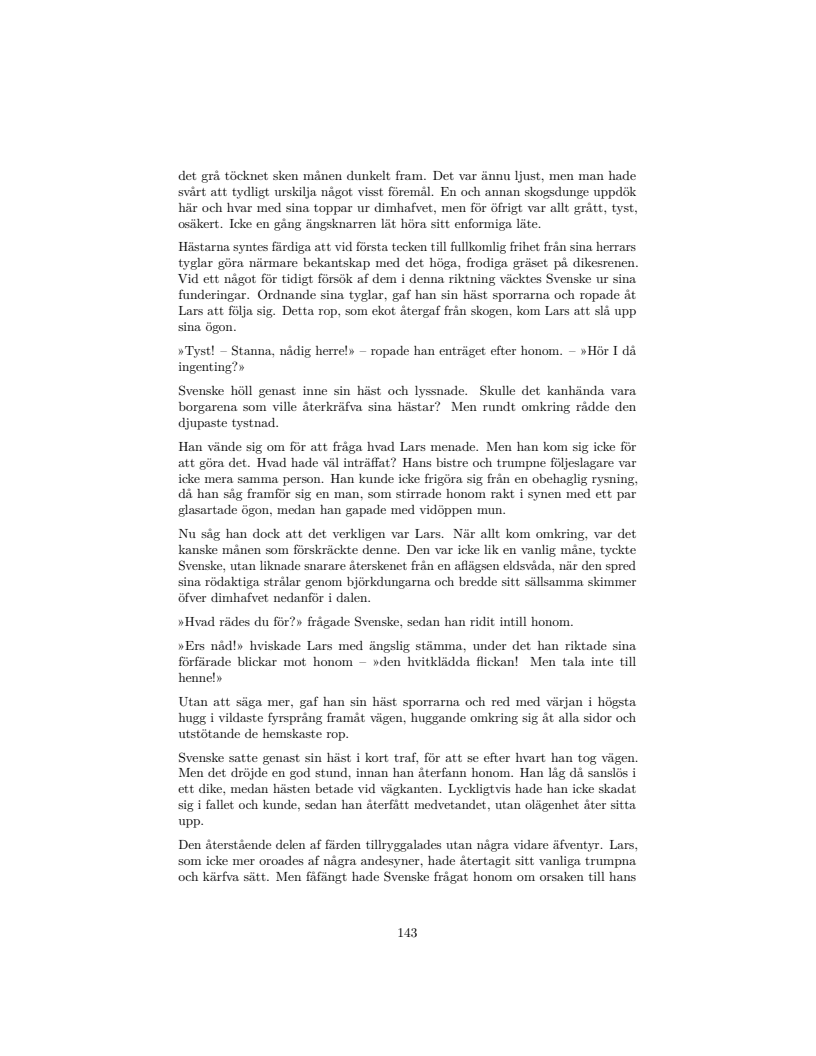 det grå töcknet sken månen dunkelt fram. Det var ännu ljust, men man hade
svårt att tydligt urskilja något visst föremål. En och annan skogsdunge uppdök
här och hvar med sina toppar ur dimhafvet, men för öfrigt var allt grått, tyst,
osäkert. Icke en gång ängsknarren lät höra sitt enformiga läte.
Hästarna syntes färdiga att vid första tecken till fullkomlig frihet från sina herrars
tyglar göra närmare bekantskap med det höga, frodiga gräset på dikesrenen.
Vid ett något för tidigt försök af dem i denna riktning väcktes Svenske ur sina
funderingar. Ordnande sina tyglar, gaf han sin häst sporrarna och ropade åt
Lars att följa sig. Detta rop, som ekot återgaf från skogen, kom Lars att slå upp
sina ögon.
»Tyst! – Stanna, nådig herre!» – ropade han enträget efter honom. – »Hör I då
ingenting?»
Svenske höll genast inne sin häst och lyssnade. Skulle det kanhända vara
borgarena som ville återkräfva sina hästar? Men rundt omkring rådde den
djupaste tystnad.
Han vände sig om för att fråga hvad Lars menade. Men han kom sig icke för
att göra det. Hvad hade väl inträffat? Hans bistre och trumpne följeslagare var
icke mera samma person. Han kunde icke frigöra sig från en obehaglig rysning,
då han såg framför sig en man, som stirrade honom rakt i synen med ett par
glasartade ögon, medan han gapade med vidöppen mun.
Nu såg han dock att det verkligen var Lars. När allt kom omkring, var det
kanske månen som förskräckte denne. Den var icke lik en vanlig måne, tyckte
Svenske, utan liknade snarare återskenet från en aflägsen eldsvåda, när den spred
sina rödaktiga strålar genom björkdungarna och bredde sitt sällsamma skimmer
öfver dimhafvet nedanför i dalen.
»Hvad rädes du för?» frågade Svenske, sedan han ridit intill honom.
»Ers nåd!» hviskade Lars med ängslig stämma, under det han riktade sina
förfärade blickar mot honom – »den hvitklädda flickan! Men tala inte till
henne!»
Utan att säga mer, gaf han sin häst sporrarna och red med värjan i högsta
hugg i vildaste fyrsprång framåt vägen, huggande omkring sig åt alla sidor och
utstötande de hemskaste rop.
Svenske satte genast sin häst i kort traf, för att se efter hvart han tog vägen.
Men det dröjde en god stund, innan han återfann honom. Han låg då sanslös i
ett dike, medan hästen betade vid vägkanten. Lyckligtvis hade han icke skadat
sig i fallet och kunde, sedan han återfått medvetandet, utan olägenhet åter sitta
upp.
Den återstående delen af färden tillryggalades utan några vidare äfventyr. Lars,
som icke mer oroades af några andesyner, hade återtagit sitt vanliga trumpna
och kärfva sätt. Men fåfängt hade Svenske frågat honom om orsaken till hans
143